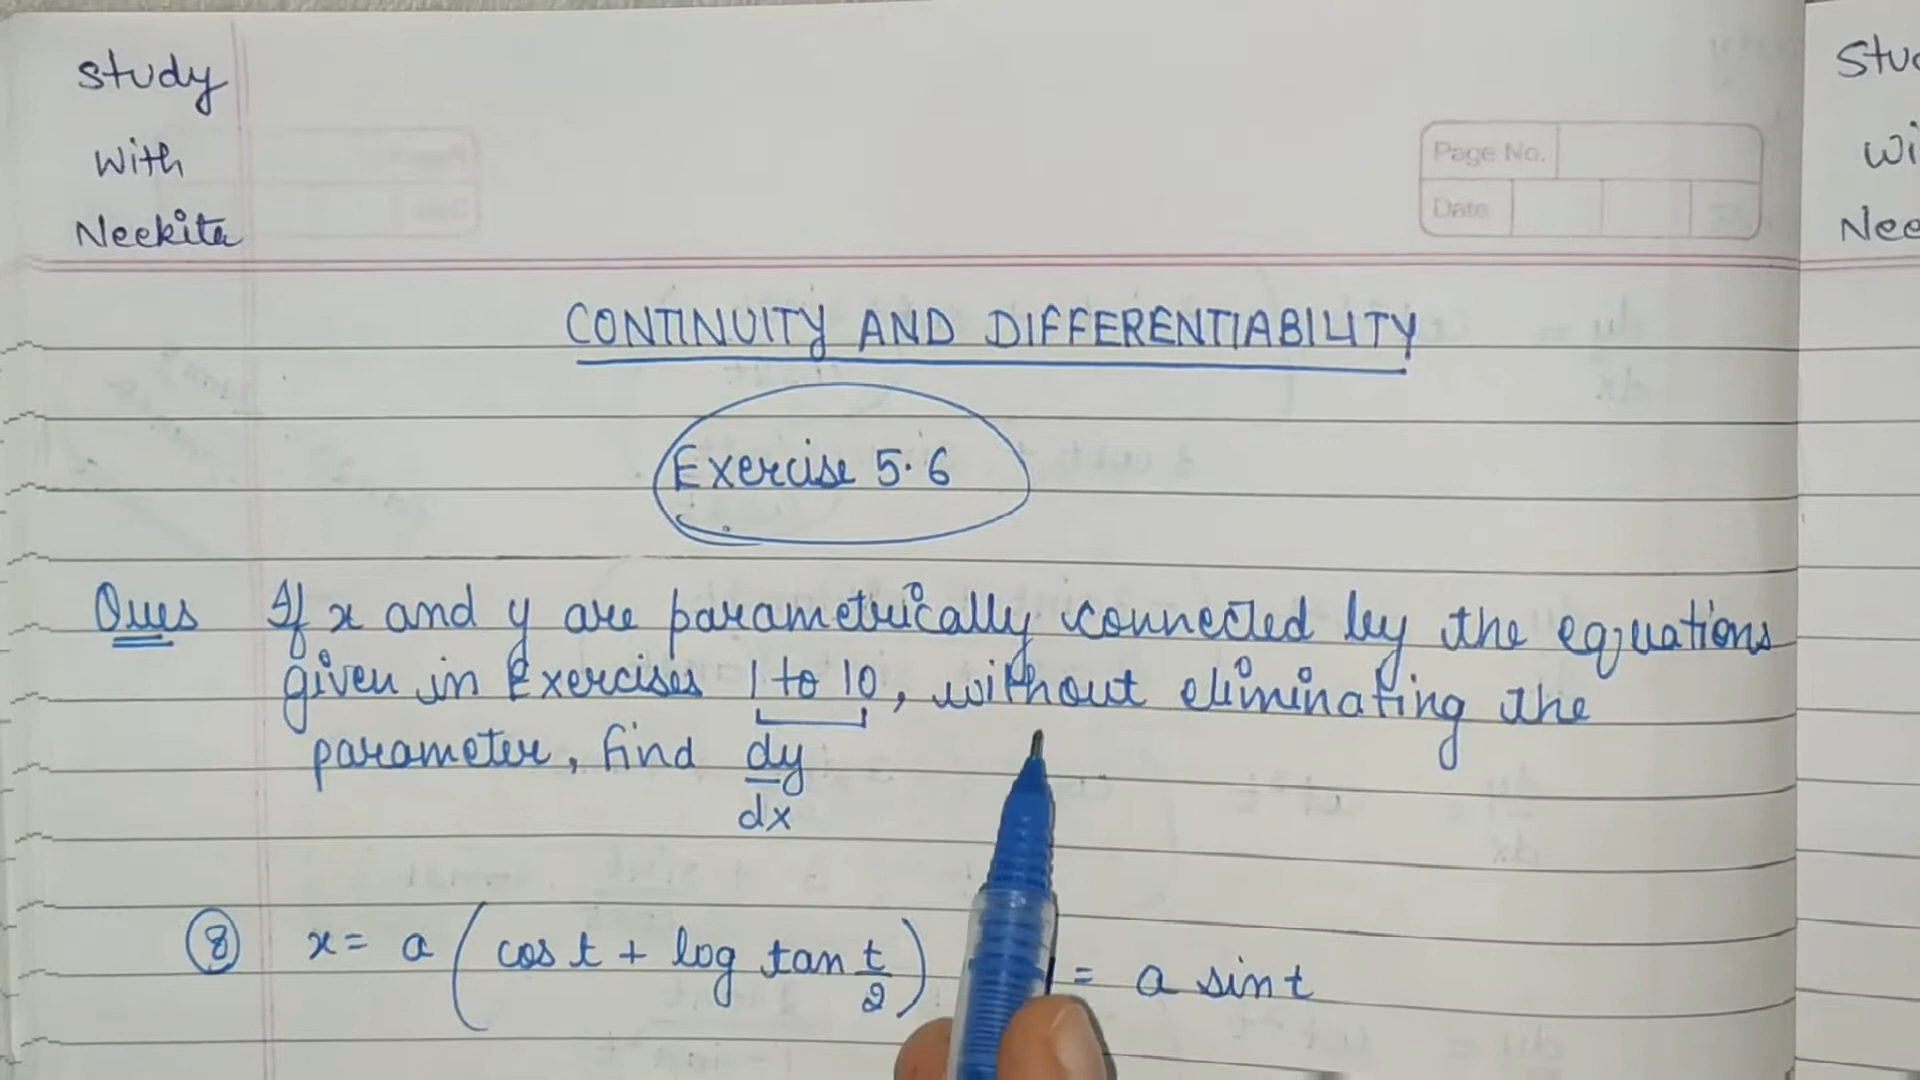 Study
With
Neekita
Page No.
Date
Stu
Wi
Nee
CONTINUITY AND DIFFERENTIABILITY
Exercise 5.6
Ques If x and y are parametrically connected by the equations
given in Exercises 1 to 10, without eliminating the
parameter, find dy/dx
8 x = a (cos t + log tan t/2) = a sin t